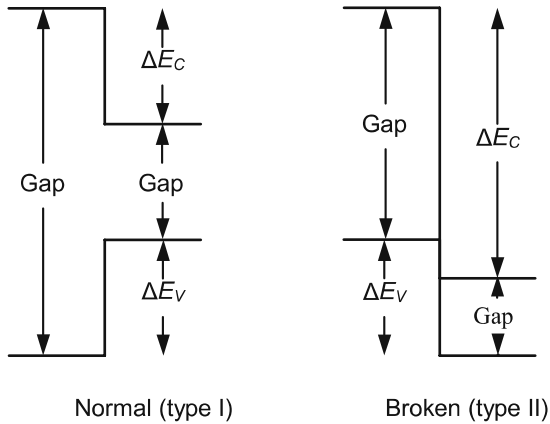 ΔE_C
Gap
Gap
ΔE_V
Normal (type I)
Gap
ΔE_C
ΔE_V
Gap
Broken (type II)